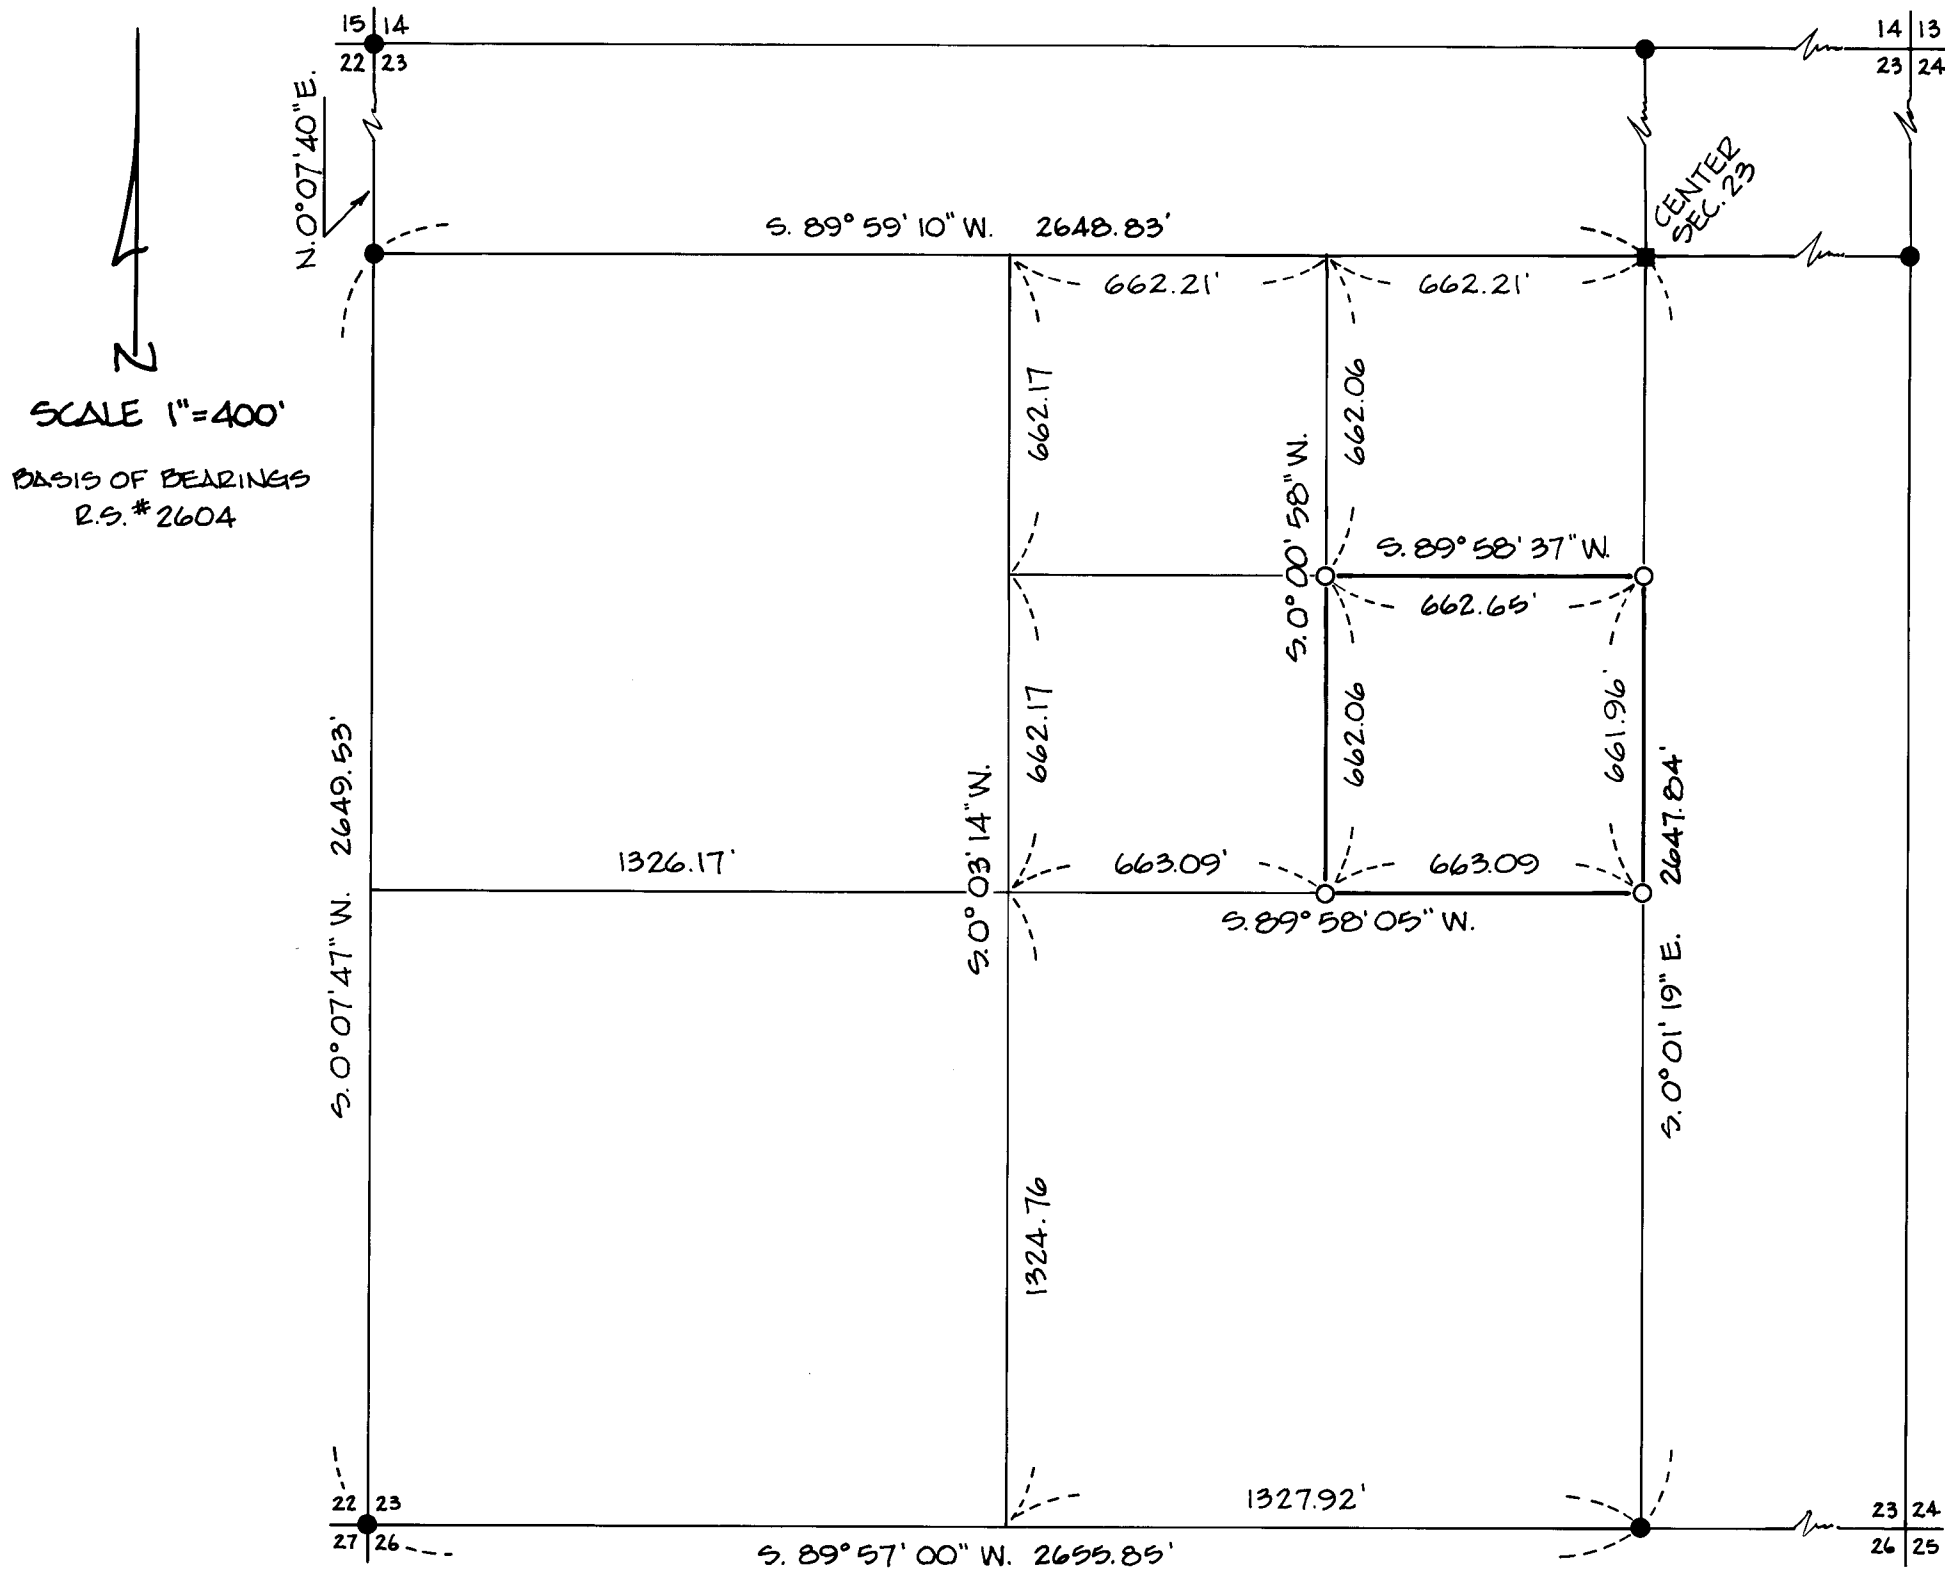 15 14
22 23
14 13
23 24
N. 0° 07' 40" E.
CENTER
SEC. 23
S. 89° 59' 10" W. 2648.83'
662.21'
662.21'
N
SCALE 1"=400'
BASIS OF BEARINGS
R.S. # 2604
662.17
662.06
S. 0° 00' 58" W.
S. 89° 58' 37" W.
662.65'
662.17
662.06
661.96'
S. 0° 07' 47" W. 2649.53'
S. 0° 03' 14" W.
1326.17'
663.09'
663.09
S. 89° 58' 05" W.
S. 0° 01' 19" E. 2647.84'
1324.76
1327.92'
22 23
27 26
S. 89° 57' 00" W. 2655.85'
23 24
26 25